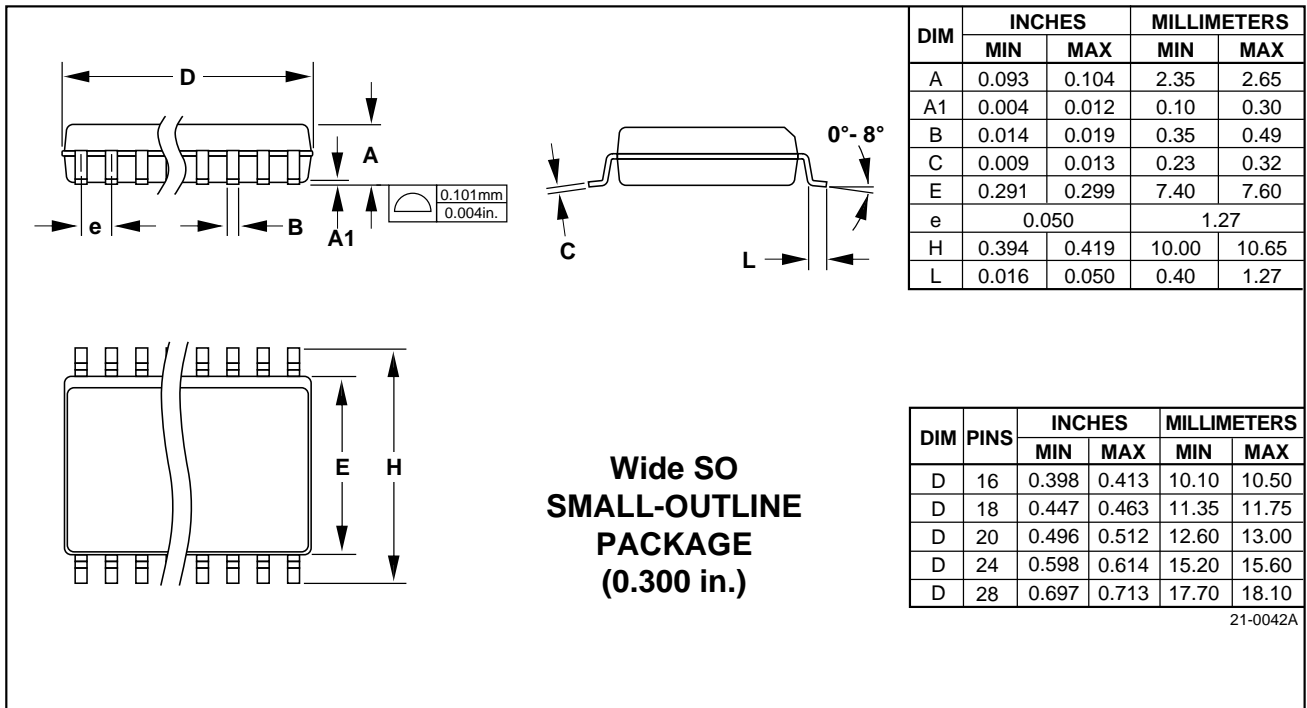 D
A
e
B
A1
0.101mm
0.004in.
0°- 8°
C
L
E
H
Wide SO
SMALL-OUTLINE
PACKAGE
(0.300 in.)
DIM INCHES MILLIMETERS
MIN MAX MIN MAX
A 0.093 0.104 2.35 2.65
A1 0.004 0.012 0.10 0.30
B 0.014 0.019 0.35 0.49
C 0.009 0.013 0.23 0.32
E 0.291 0.299 7.40 7.60
e 0.050 1.27
H 0.394 0.419 10.00 10.65
L 0.016 0.050 0.40 1.27
DIM PINS INCHES MILLIMETERS
MIN MAX MIN MAX
D 16 0.398 0.413 10.10 10.50
D 18 0.447 0.463 11.35 11.75
D 20 0.496 0.512 12.60 13.00
D 24 0.598 0.614 15.20 15.60
D 28 0.697 0.713 17.70 18.10
21-0042A